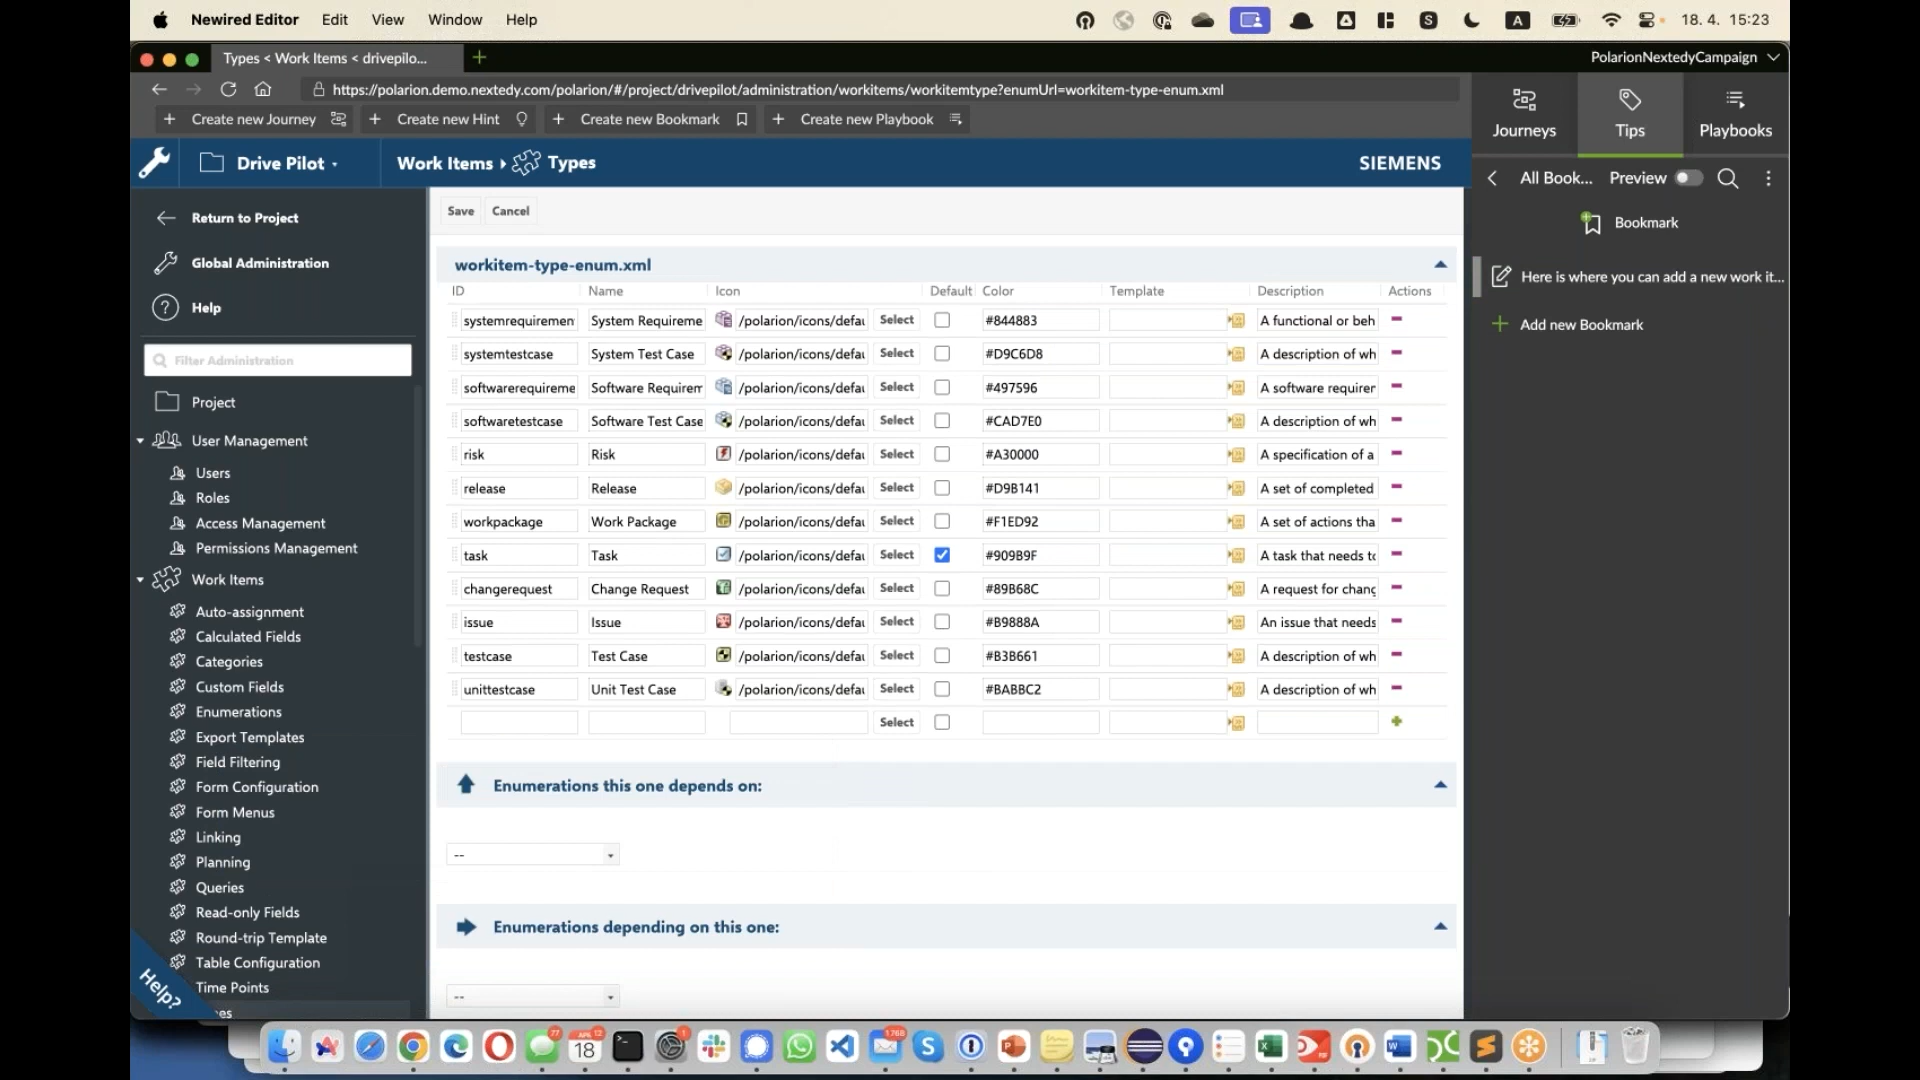 Newired Editor Edit View Window Help
18. 4. 15:23
Types < Work Items < drivepilo...
PolarionNextedyCampaign
https://polarion.demo.nextedy.com/polarion/#/project/drivepilot/administration/workitems/workitemtype?enumUrl=workitem-type-enum.xml
+ Create new Journey + Create new Hint + Create new Bookmark + Create new Playbook
Journeys Tips Playbooks
Drive Pilot
Work Items Types
SIEMENS
All Book... Preview
Bookmark
Here is where you can add a new work it...
+ Add new Bookmark
Return to Project
Global Administration
Help
Filter Administration
Project
User Management
Users
Roles
Access Management
Permissions Management
Work Items
Auto-assignment
Calculated Fields
Categories
Custom Fields
Enumerations
Export Templates
Field Filtering
Form Configuration
Form Menus
Linking
Planning
Queries
Read-only Fields
Round-trip Template
Table Configuration
Time Points
Help?
Save Cancel
workitem-type-enum.xml
ID Name Icon Default Color Template Description Actions
systemrequiremen System Requireme /polarion/icons/defau Select #844883 A functional or beh
systemtestcase System Test Case /polarion/icons/defau Select #D9C6D8 A description of wh
softwarerequireme Software Requirem /polarion/icons/defau Select #497596 A software requirer
softwaretestcase Software Test Case /polarion/icons/defau Select #CAD7E0 A description of wh
risk Risk /polarion/icons/defau Select #A30000 A specification of a
release Release /polarion/icons/defau Select #D9B141 A set of completed
workpackage Work Package /polarion/icons/defau Select #F1ED92 A set of actions tha
task Task /polarion/icons/defau Select #909B9F A task that needs to
changerequest Change Request /polarion/icons/defau Select #89B68C A request for chang
issue Issue /polarion/icons/defau Select #B9888A An issue that needs
testcase Test Case /polarion/icons/defau Select #B3B661 A description of wh
unittestcase Unit Test Case /polarion/icons/defau Select #BABBC2 A description of wh
Select
Enumerations this one depends on:
--
Enumerations depending on this one:
--